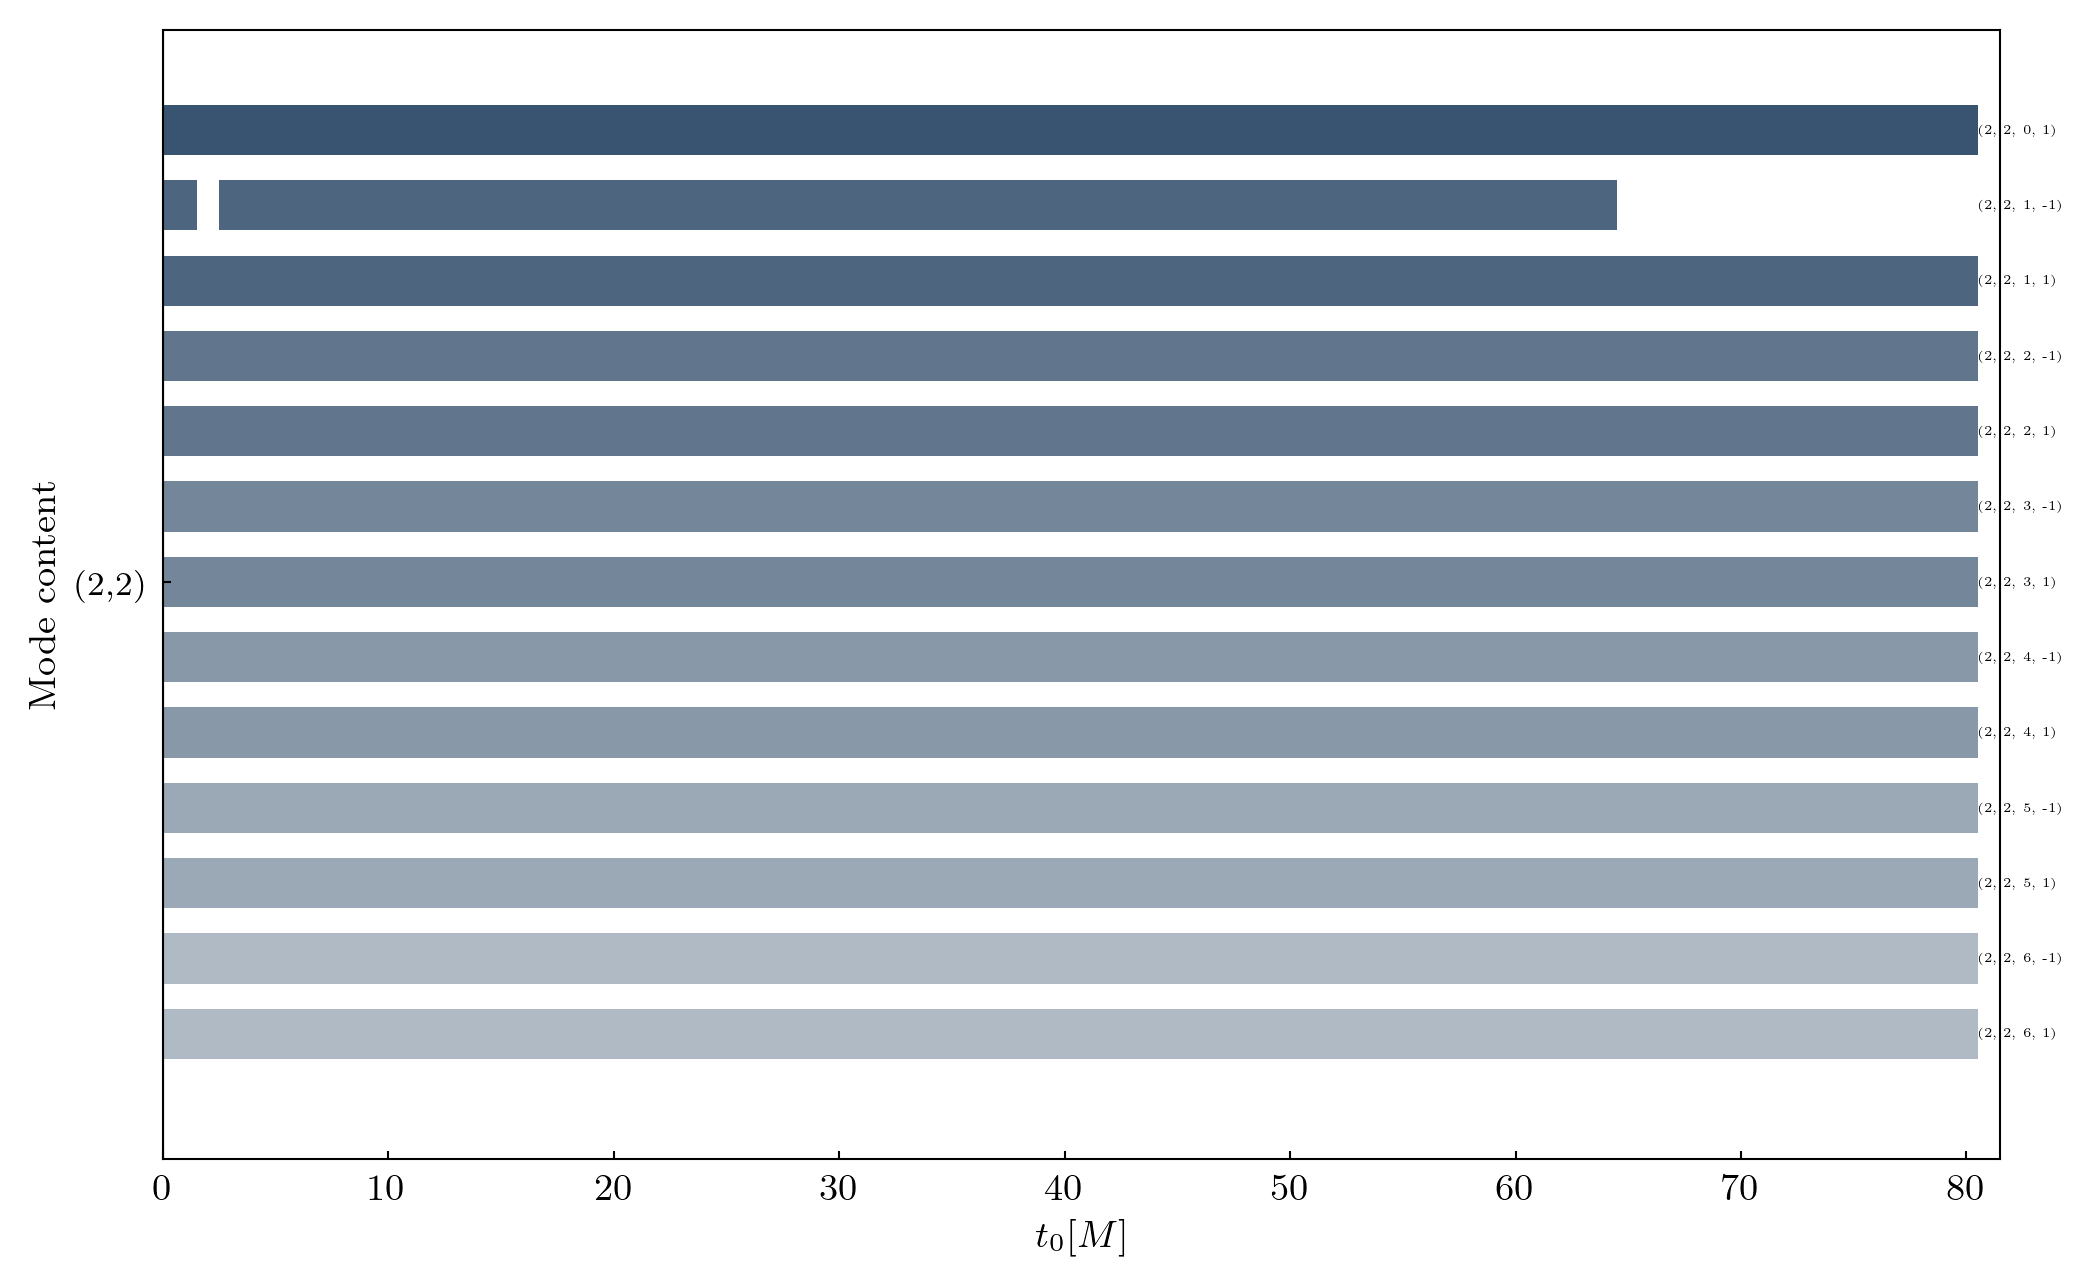 (2, 2, 0, 1)
(2, 2, 1, -1)
(2, 2, 1, 1)
(2, 2, 2, -1)
(2, 2, 2, 1)
(2, 2, 3, -1)
(2, 2, 3, 1)
(2, 2, 4, -1)
(2, 2, 4, 1)
(2, 2, 5, -1)
(2, 2, 5, 1)
(2, 2, 6, -1)
(2, 2, 6, 1)
Mode content
(2,2)
0 10 20 30 40 50 60 70 80
t₀[M]